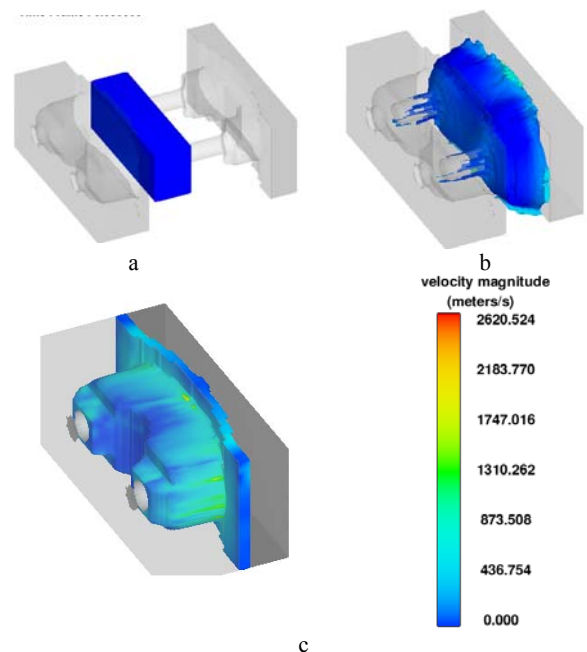 a
b
velocity magnitude
(meters/s)
2620.524
2183.770
1747.016
1310.262
873.508
436.754
0.000
c